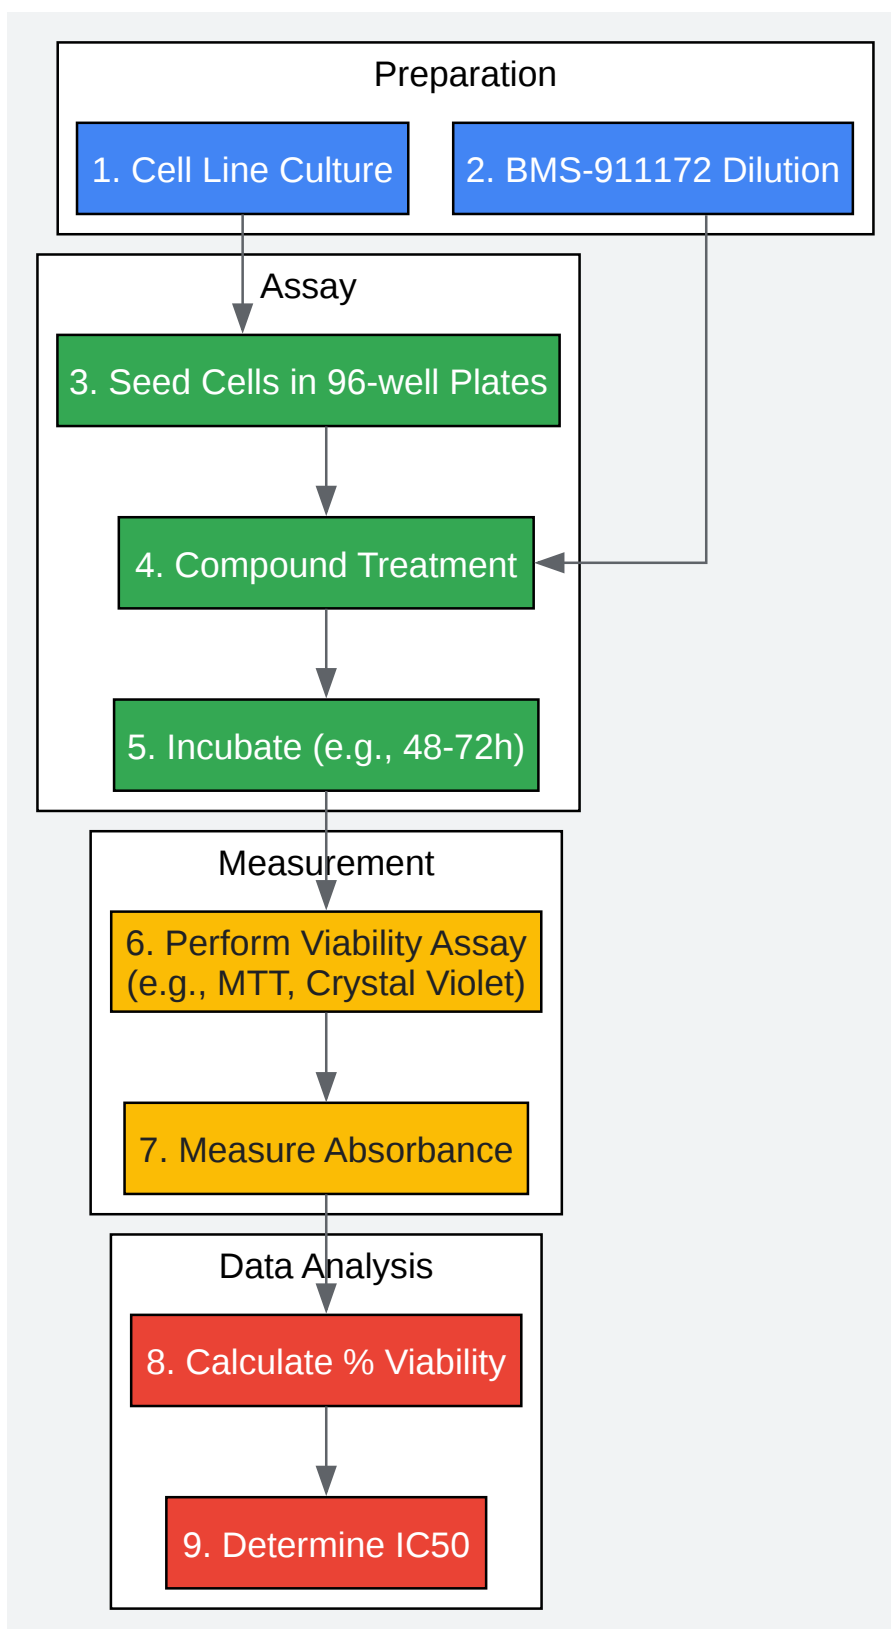 Preparation
1. Cell Line Culture
2. BMS-911172 Dilution
Assay
3. Seed Cells in 96-well Plates
4. Compound Treatment
5. Incubate (e.g., 48-72h)
Measurement
6. Perform Viability Assay
(e.g., MTT, Crystal Violet)
7. Measure Absorbance
Data Analysis
8. Calculate % Viability
9. Determine IC50